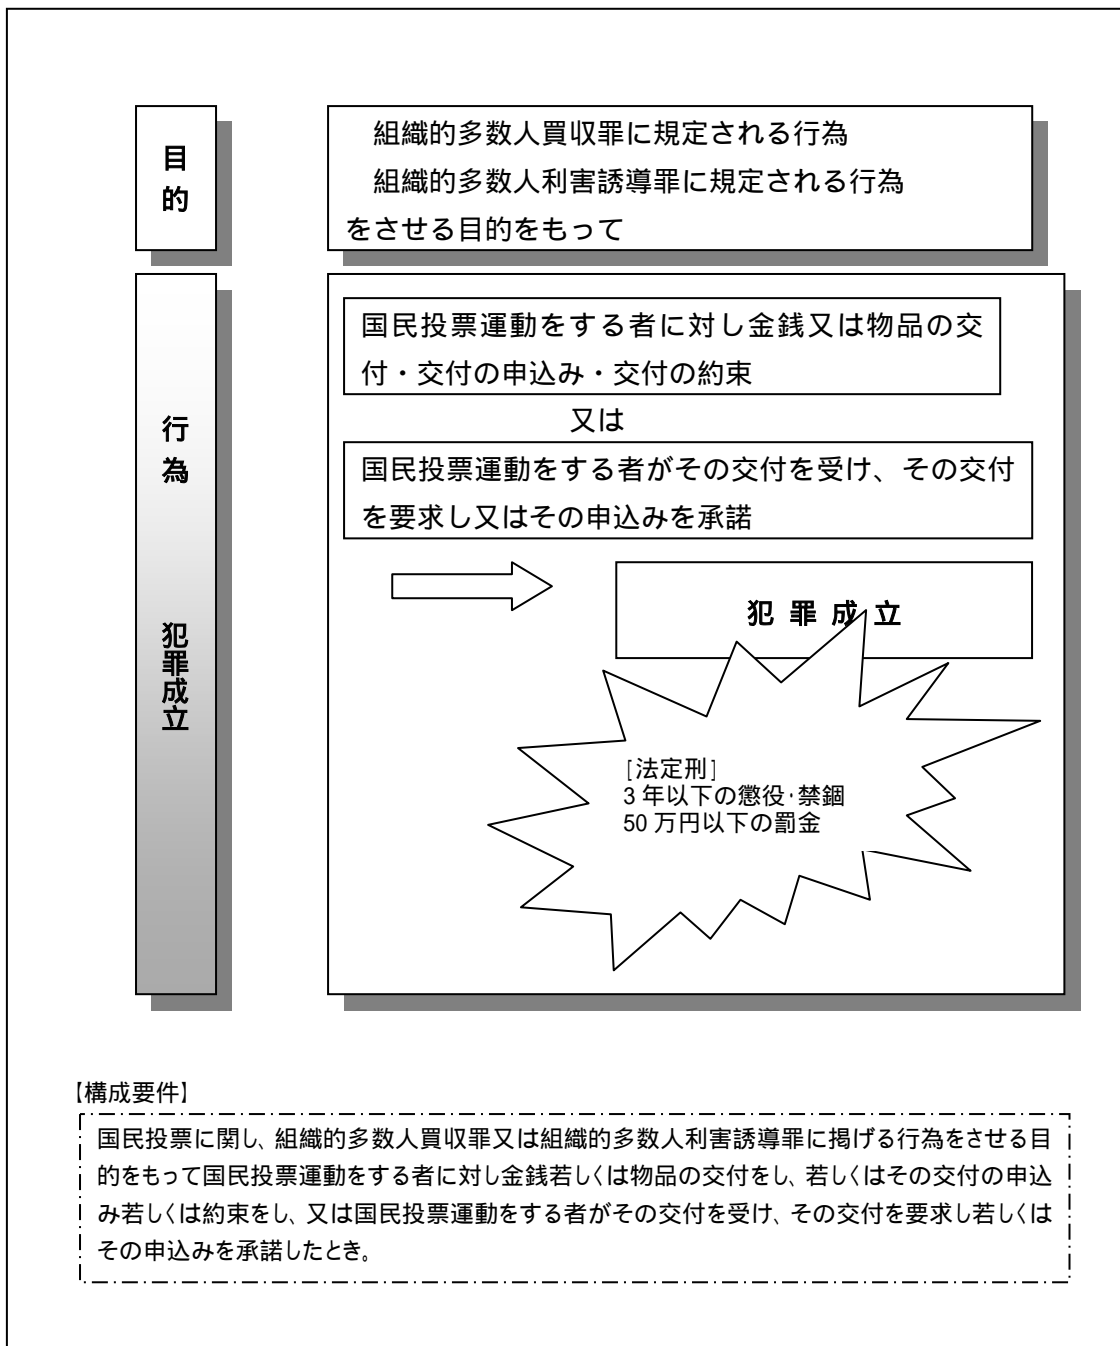 目
的
組織的多数人買収罪に規定される行為
組織的多数人利害誘導罪に規定される行為
をさせる目的をもって
行
為
犯罪成立
国民投票運動をする者に対し金銭又は物品の交
付・交付の申込み・交付の約束
又は
国民投票運動をする者がその交付を受け、その交付
を要求し又はその申込みを承諾
犯 罪 成 立
[法定刑]
3 年以下の懲役・禁錮
50 万円以下の罰金
【構成要件】
国民投票に関し、組織的多数人買収罪又は組織的多数人利害誘導罪に掲げる行為をさせる目
的をもって国民投票運動をする者に対し金銭若しくは物品の交付をし、若しくはその交付の申込
み若しくは約束をし、又は国民投票運動をする者がその交付を受け、その交付を要求し若しくは
その申込みを承諾したとき。